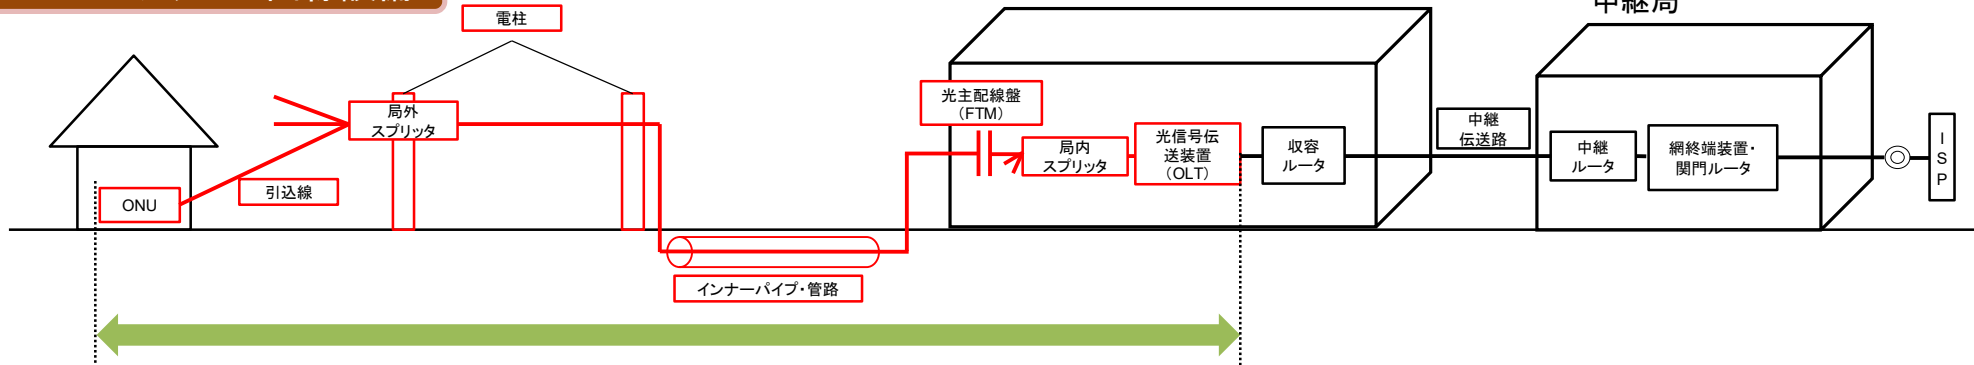 電柱
中継局
光主配線盤
(FTM)
局外
スプリッタ
光信号伝
送装置
(OLT)
中継
伝送路
I
S
P
局内
スプリッタ
収容
ルータ
中継
ルータ
網終端装置・
関門ルータ
引込線
ONU
インナーパイプ・管路